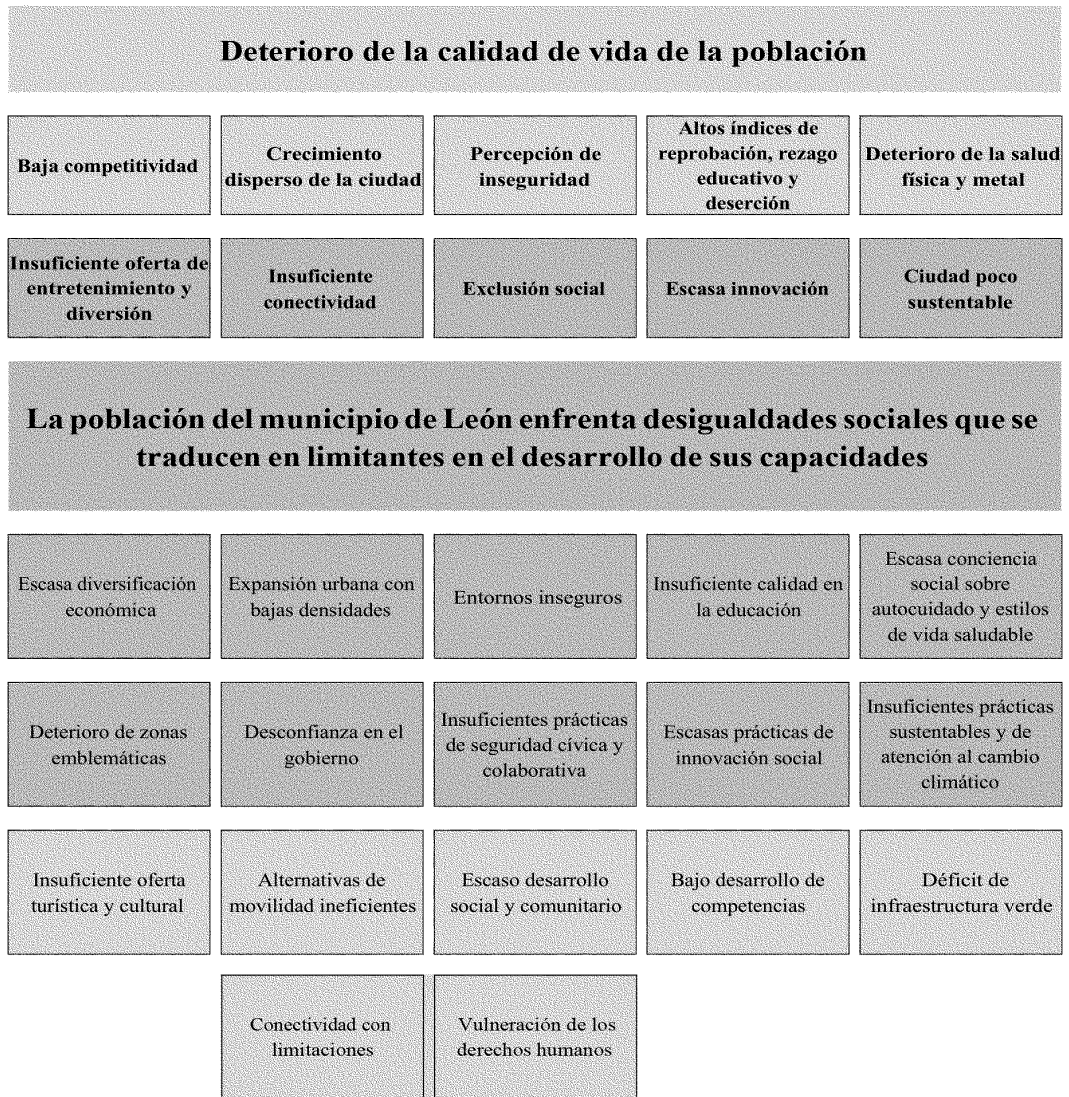 Deterioro de la calidad de vida de la población
Baja competitividad
Crecimiento
disperso de la ciudad
Percepción de
inseguridad
Altos índices de
reprobación, rezago
educativo y
deserción
Deterioro de la salud
física y metal
Insuficiente oferta de
entretenimiento y
diversión
Insuficiente
conectividad
Exclusión social
Escasa innovación
Ciudad poco
sustentable
La población del municipio de León enfrenta desigualdades sociales que se
traducen en limitantes en el desarrollo de sus capacidades
Escasa diversificación
económica
Expansión urbana con
bajas densidades
Entornos inseguros
Insuficiente calidad en
la educación
Escasa conciencia
social sobre
autocuidado y estilos
de vida saludable
Deterioro de zonas
emblemáticas
Desconfianza en el
gobierno
Insuficientes prácticas
de seguridad cívica y
colaborativa
Escasas prácticas de
innovación social
Insuficientes prácticas
sustentables y de
atención al cambio
climático
Insuficiente oferta
turística y cultural
Alternativas de
movilidad ineficientes
Escaso desarrollo
social y comunitario
Bajo desarrollo de
competencias
Déficit de
infraestructura verde
Conectividad con
limitaciones
Vulneración de los
derechos humanos